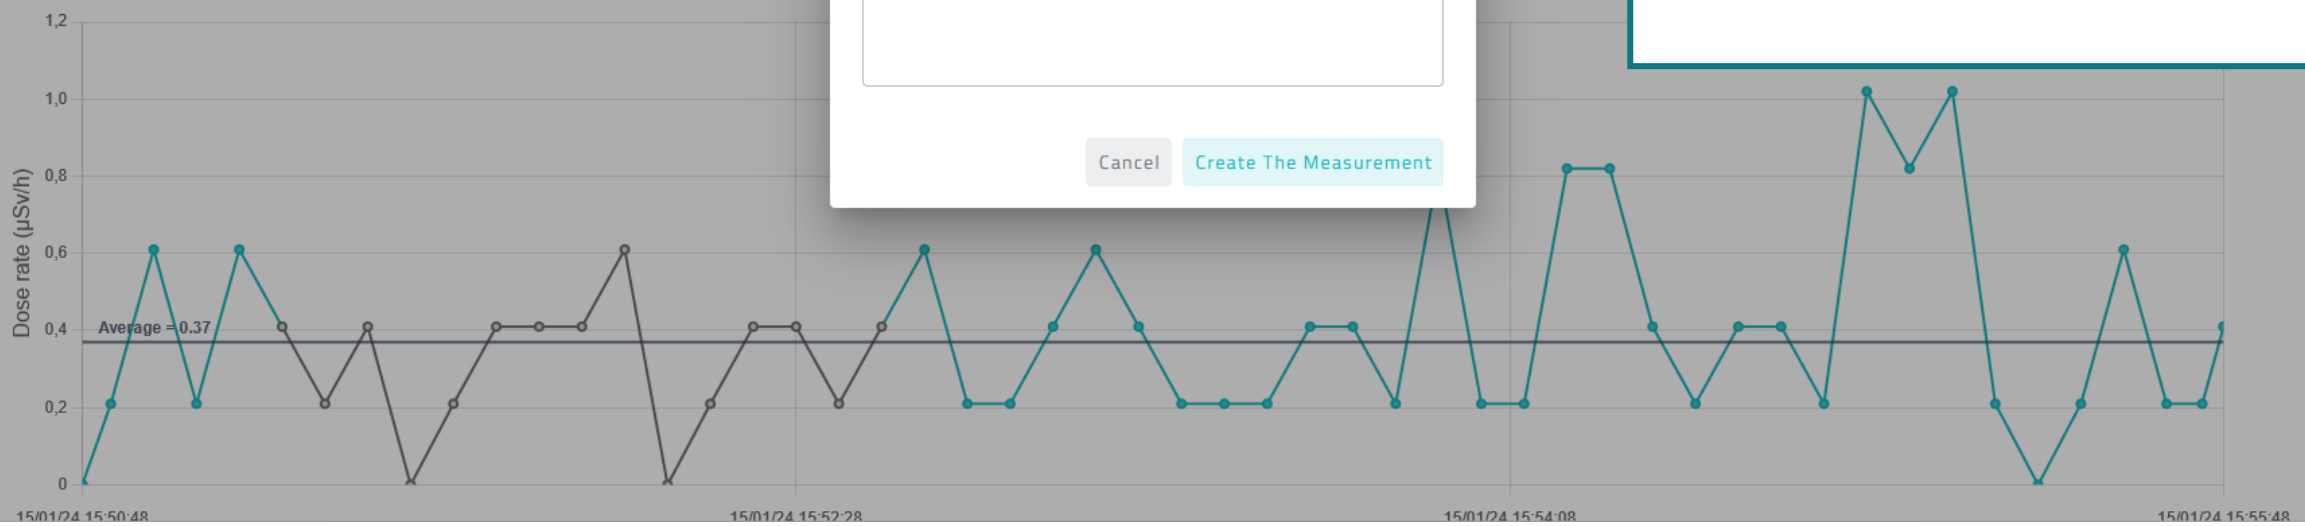 1,2
1,0
Cancel
Create The Measurement
0,8
0,6
Dose rate (µSv/h)
0,4
Average = 0.37
0,2
0
15/01/24 15:50:48
15/01/24 15:52:28
15/01/24 15:54:08
15/01/24 15:55:48